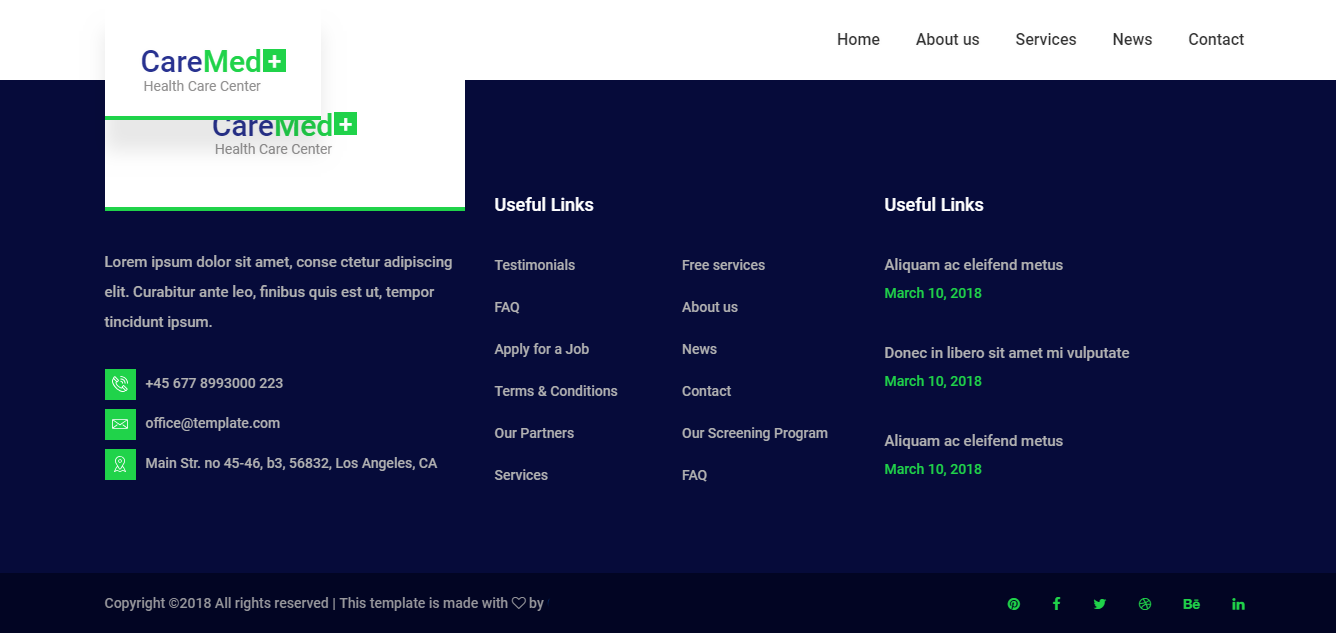 CareMed+
Health Care Center
Home About us Services News Contact
CareMed+
Health Care Center
Lorem ipsum dolor sit amet, conse ctetur adipiscing
elit. Curabitur ante leo, finibus quis est ut, tempor
tincidunt ipsum.
+45 677 8993000 223
office@template.com
Main Str. no 45-46, b3, 56832, Los Angeles, CA
Useful Links
Testimonials
FAQ
Apply for a Job
Terms & Conditions
Our Partners
Services
Free services
About us
News
Contact
Our Screening Program
FAQ
Useful Links
Aliquam ac eleifend metus
March 10, 2018
Donec in libero sit amet mi vulputate
March 10, 2018
Aliquam ac eleifend metus
March 10, 2018
Copyright ©2018 All rights reserved | This template is made with ♡ by